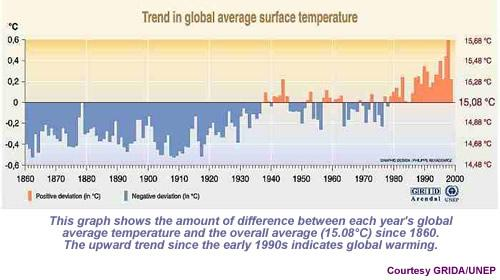 Trend in global average surface temperature
°C
0,6 15,68 °C
0,4 15,48 °C
0,2 15,28 °C
0 15,08 °C
-0,2 14,88 °C
-0,4 14,68 °C
-0,6 14,48 °C
1860 1870 1880 1890 1900 1910 1920 1930 1940 1950 1960 1970 1980 1990 2000
GRAPHIC DESIGN : PHILIPPE REKACEWICZ
Positive deviation (in °C) Negative deviation (in °C)
GRID
Arendal UNEP
This graph shows the amount of difference between each year's global
average temperature and the overall average (15.08°C) since 1860.
The upward trend since the early 1990s indicates global warming.
Courtesy GRIDA/UNEP